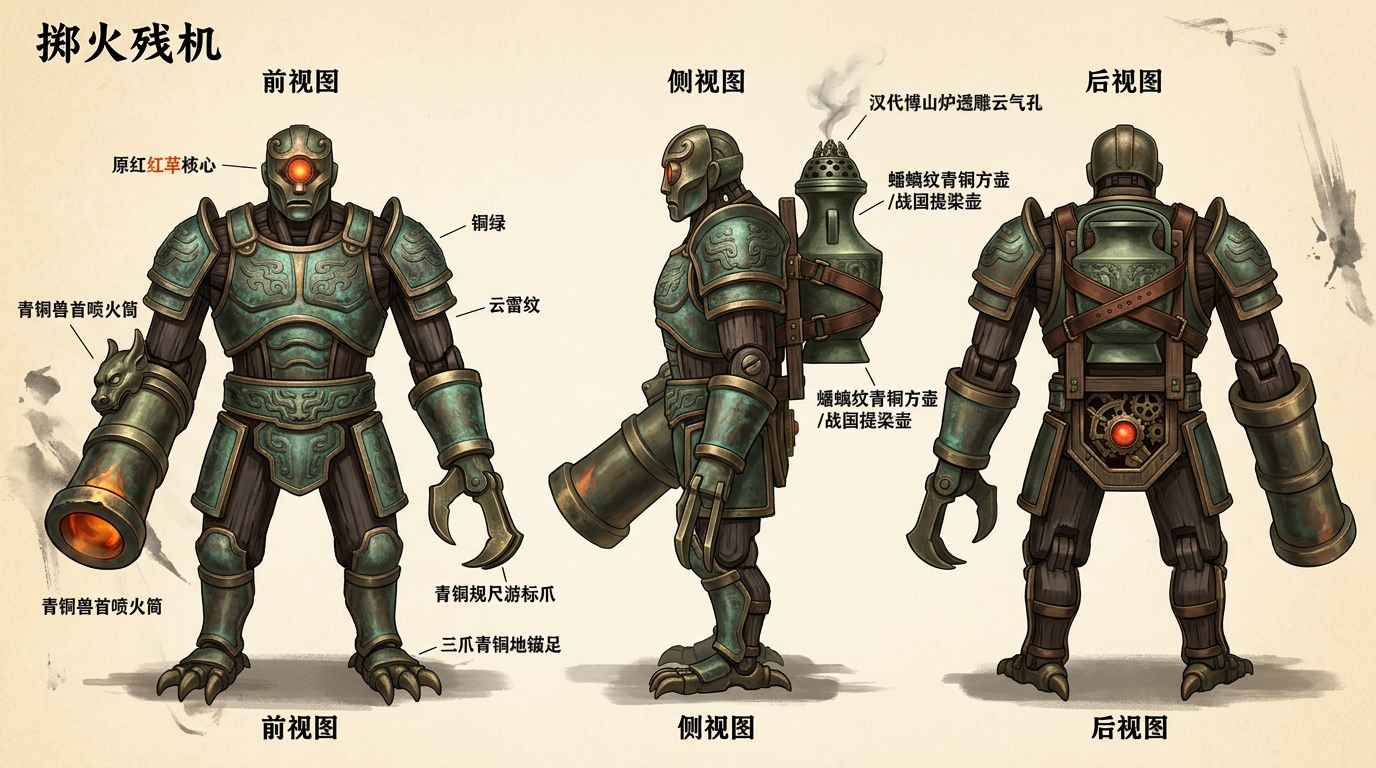 掷火残机
前视图
侧视图
后视图
汉代博山炉透雕云气孔
原红红草核心
蟠螭纹青铜方壶
/战国提梁壶
铜绿
青铜兽首喷火筒
云雷纹
蟠螭纹青铜方壶
/战国提梁壶
青铜规尺游标爪
青铜兽首喷火筒
三爪青铜地锚足
前视图
侧视图
后视图